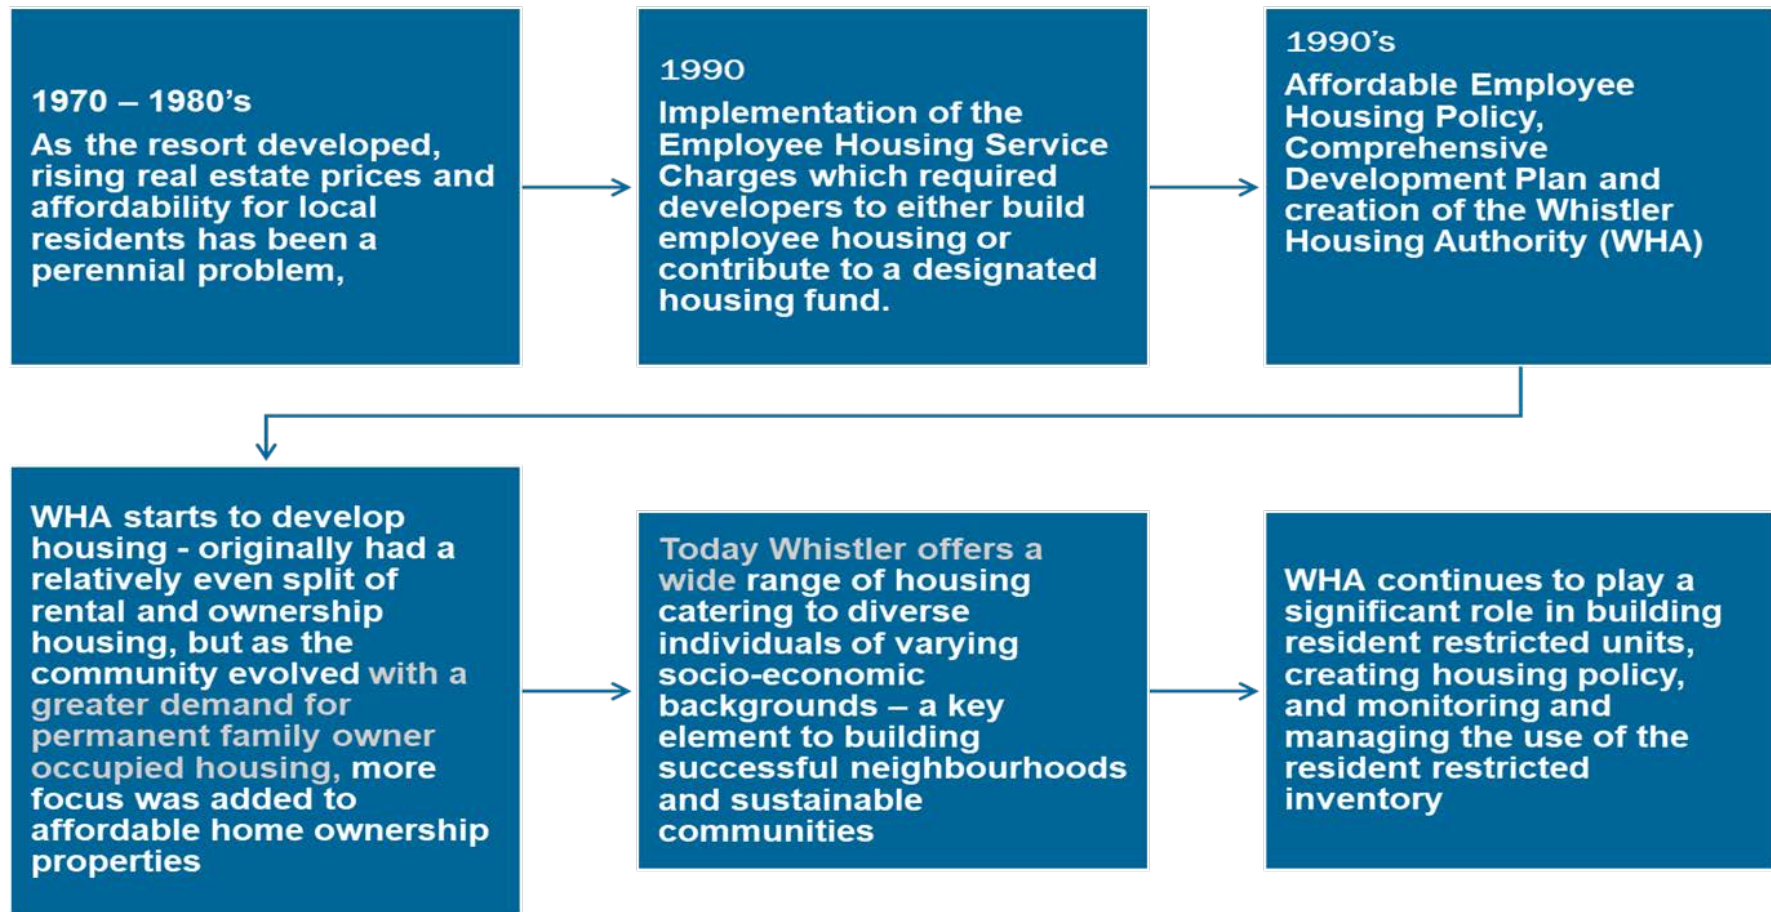 1970 – 1980’s
As the resort developed,
rising real estate prices and
affordability for local
residents has been a
perennial problem,
1990
Implementation of the
Employee Housing Service
Charges which required
developers to either build
employee housing or
contribute to a designated
housing fund.
1990’s
Affordable Employee
Housing Policy,
Comprehensive
Development Plan and
creation of the Whistler
Housing Authority (WHA)
WHA starts to develop
housing - originally had a
relatively even split of
rental and ownership
housing, but as the
community evolved with a
greater demand for
permanent family owner
occupied housing, more
focus was added to
affordable home ownership
properties
Today Whistler offers a
wide range of housing
catering to diverse
individuals of varying
socio-economic
backgrounds – a key
element to building
successful neighbourhoods
and sustainable
communities
WHA continues to play a
significant role in building
resident restricted units,
creating housing policy,
and monitoring and
managing the use of the
resident restricted
inventory